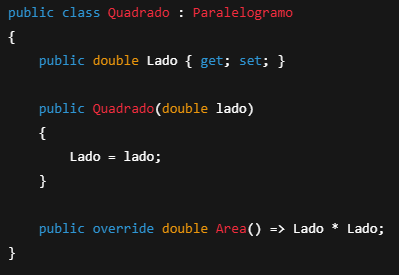 public class Quadrado : Paralelogramo
{
    public double Lado { get; set; }

    public Quadrado(double lado)
    {
        Lado = lado;
    }

    public override double Area() => Lado * Lado;
}